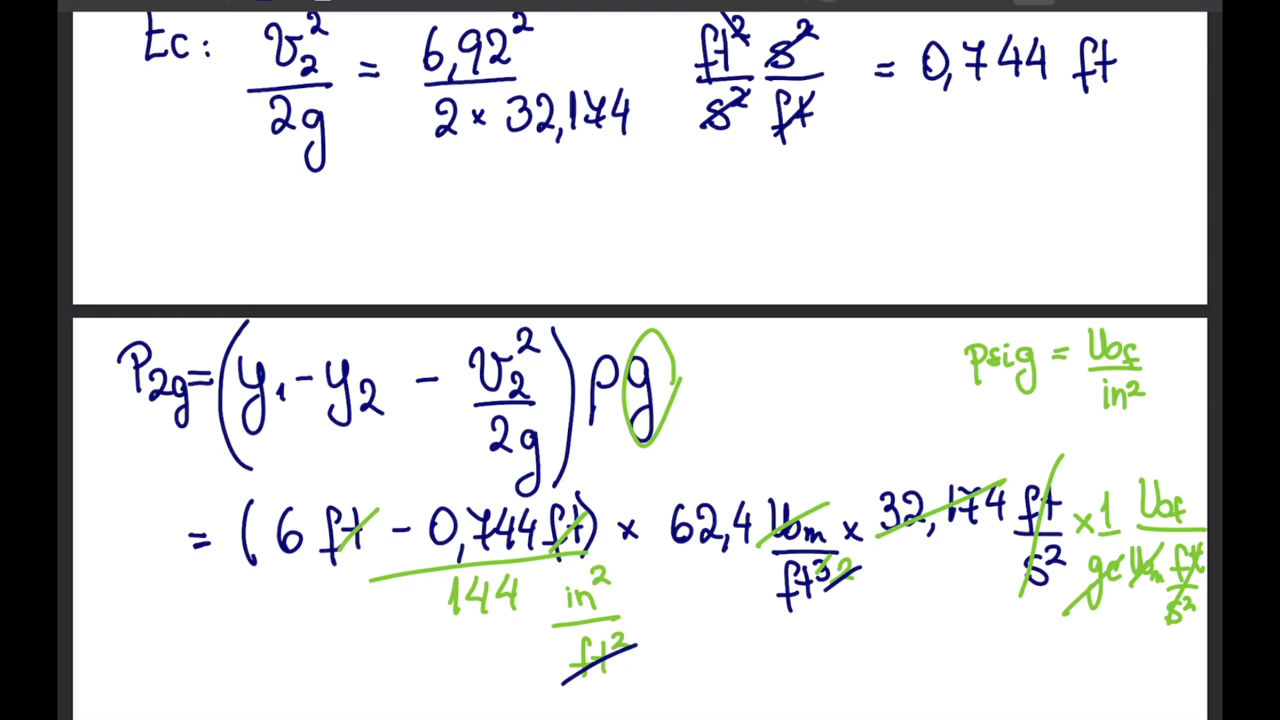 Ec: v₂²/2g = 6,92²/(2 × 32,174) ft²/s² s²/ft = 0,744 ft
P₂g = (y₁ - y₂ - v₂²/2g) ρg
psig = lbf/in²
= (6 ft - 0,744 ft)/(144 in²/ft²) × 62,4 lbm/ft³ ² × 32,174 ft/s² × 1/gc lbf/(lbm ft/s²)